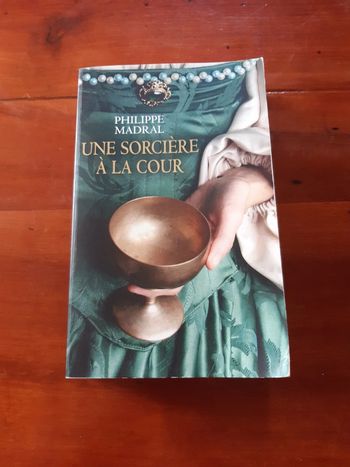 PHILIPPE
MADRAL
UNE SORCIÈRE
À LA COUR